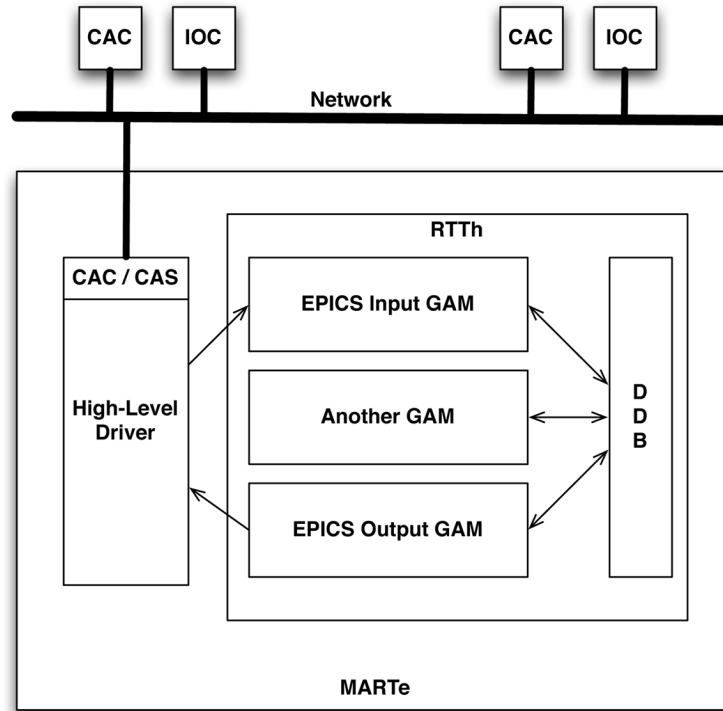 CAC
IOC
CAC
IOC
Network
RTTh
CAC / CAS
EPICS Input GAM
High-Level
Driver
Another GAM
D
D
B
EPICS Output GAM
MARTe